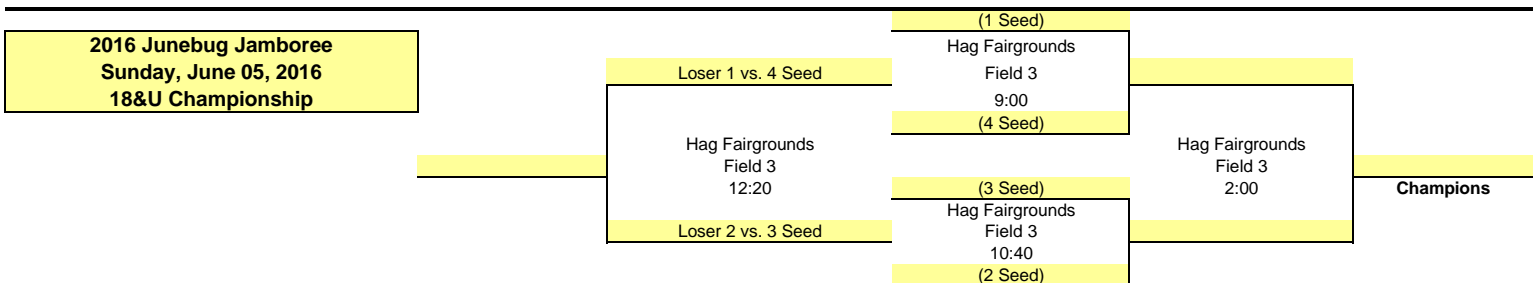 (1 Seed)
2016 Junebug Jamboree
Hag Fairgrounds
Sunday, June 05, 2016
Loser 1 vs. 4 Seed
Field 3
18&U Championship
9:00
(4 Seed)
Hag Fairgrounds
Hag Fairgrounds
Field 3
Field 3
12:20
(3 Seed)
2:00
Champions
Hag Fairgrounds
Loser 2 vs. 3 Seed
Field 3
10:40
(2 Seed)